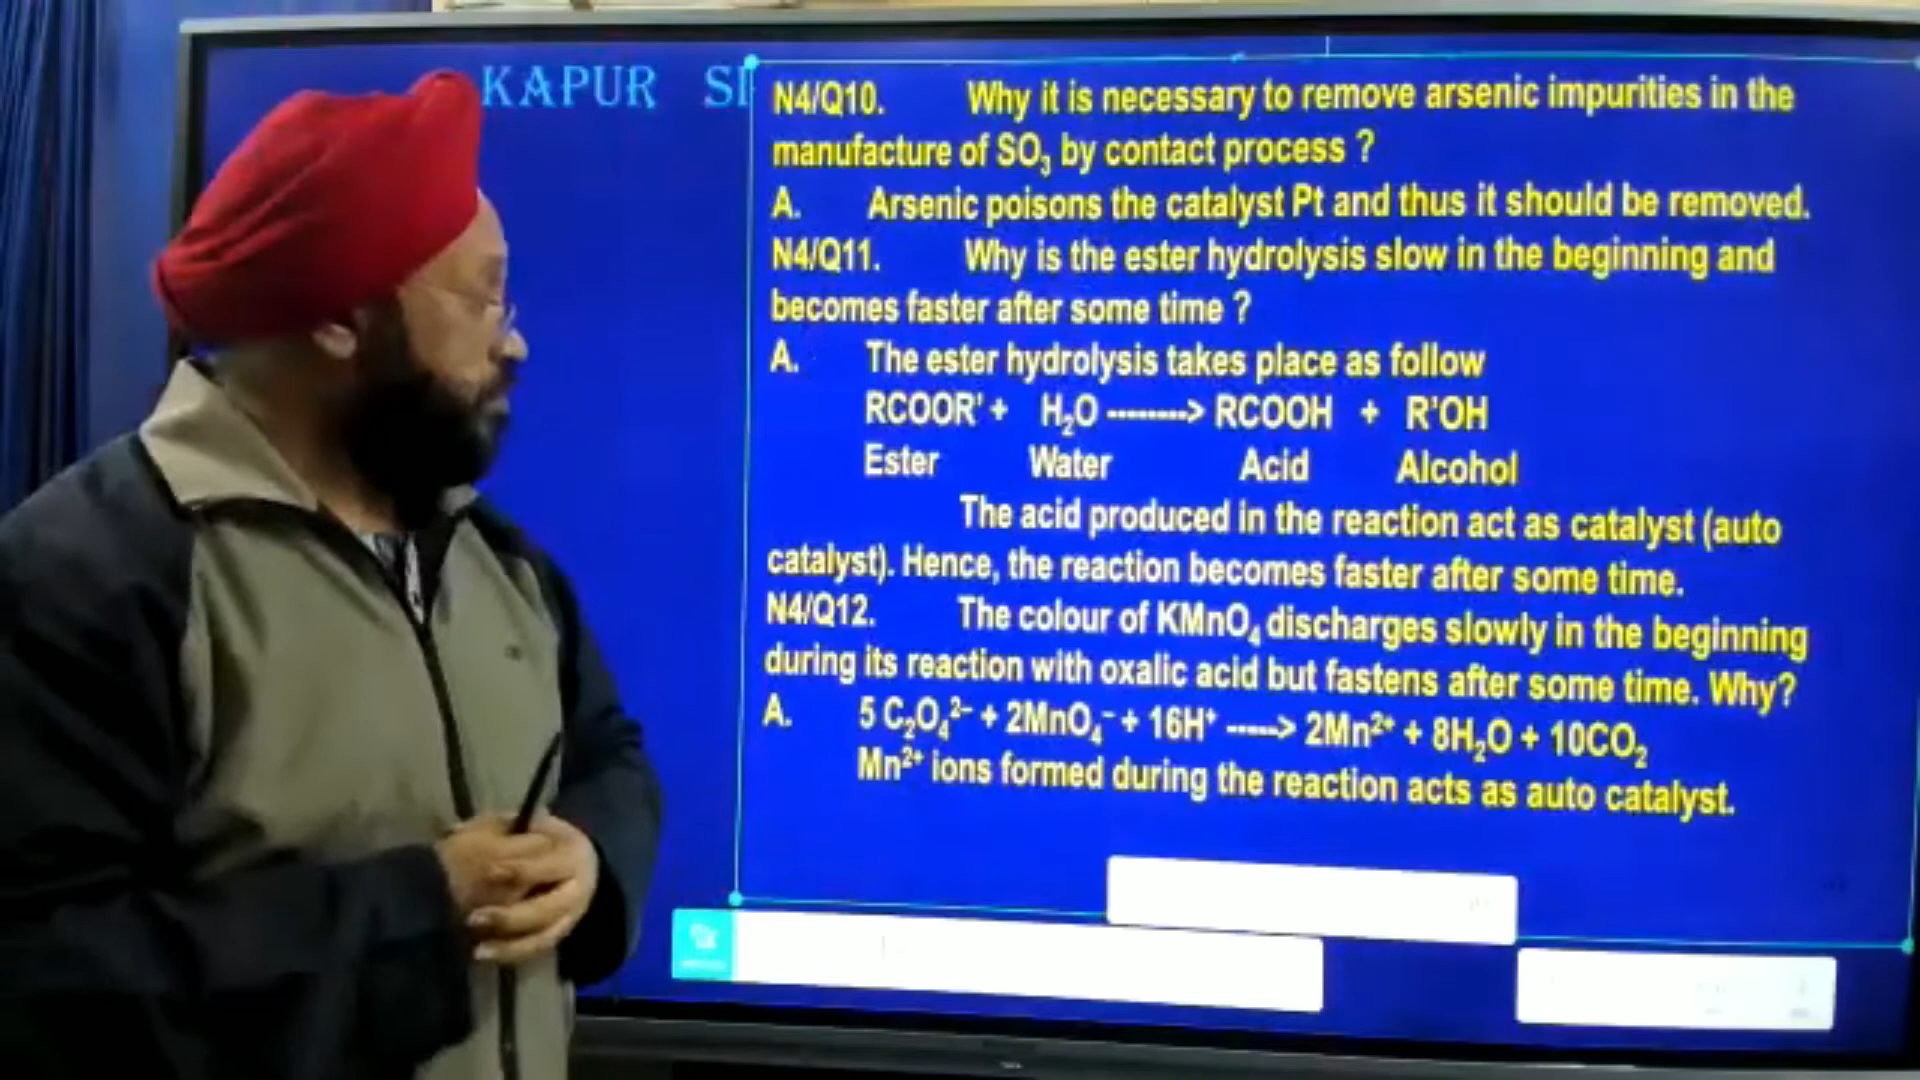 KAPUR
N4/Q10. Why it is necessary to remove arsenic impurities in the
manufacture of SO₃ by contact process ?
A. Arsenic poisons the catalyst Pt and thus it should be removed.
N4/Q11. Why is the ester hydrolysis slow in the beginning and
becomes faster after some time ?
A. The ester hydrolysis takes place as follow
RCOOR' + H₂O --------> RCOOH + R'OH
Ester Water Acid Alcohol
The acid produced in the reaction act as catalyst (auto
catalyst). Hence, the reaction becomes faster after some time.
N4/Q12. The colour of KMnO₄ discharges slowly in the beginning
during its reaction with oxalic acid but fastens after some time. Why?
A. 5 C₂O₄²⁻ + 2MnO₄⁻ + 16H⁺ -----> 2Mn²⁺ + 8H₂O + 10CO₂
Mn²⁺ ions formed during the reaction acts as auto catalyst.